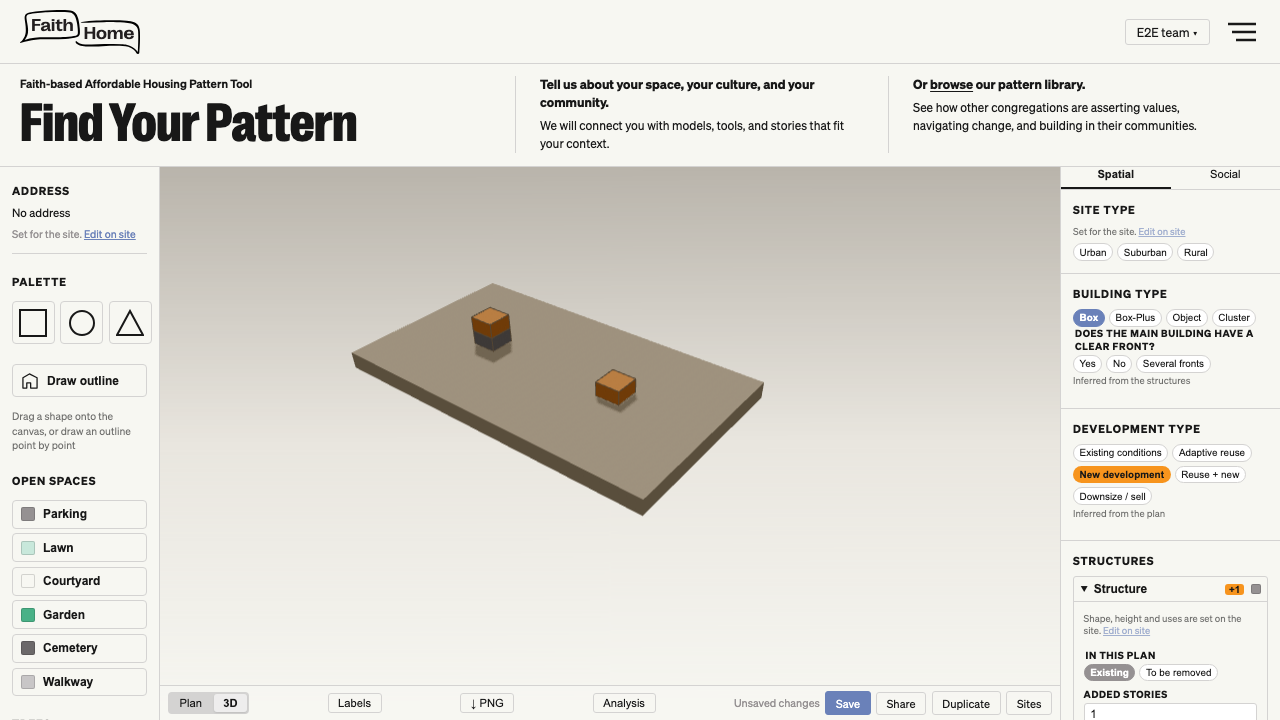 Faith
Home
E2E team ▾
Faith-based Affordable Housing Pattern Tool
Find Your Pattern
Tell us about your space, your culture, and your
community.
We will connect you with models, tools, and stories that fit
your context.
Or browse our pattern library.
See how other congregations are asserting values,
navigating change, and building in their communities.
ADDRESS
No address
Set for the site. Edit on site
PALETTE
Draw outline
Drag a shape onto the
canvas, or draw an outline
point by point
OPEN SPACES
Parking
Lawn
Courtyard
Garden
Cemetery
Walkway
Plan 3D
Labels
↓ PNG
Analysis
Unsaved changes
Save
Share
Duplicate
Sites
Spatial
Social
SITE TYPE
Set for the site. Edit on site
Urban Suburban Rural
BUILDING TYPE
Box Box-Plus Object Cluster
DOES THE MAIN BUILDING HAVE A
CLEAR FRONT?
Yes No Several fronts
Inferred from the structures
DEVELOPMENT TYPE
Existing conditions Adaptive reuse
New development Reuse + new
Downsize / sell
Inferred from the plan
STRUCTURES
▼ Structure +1
Shape, height and uses are set on the
site. Edit on site
IN THIS PLAN
Existing To be removed
ADDED STORIES
1